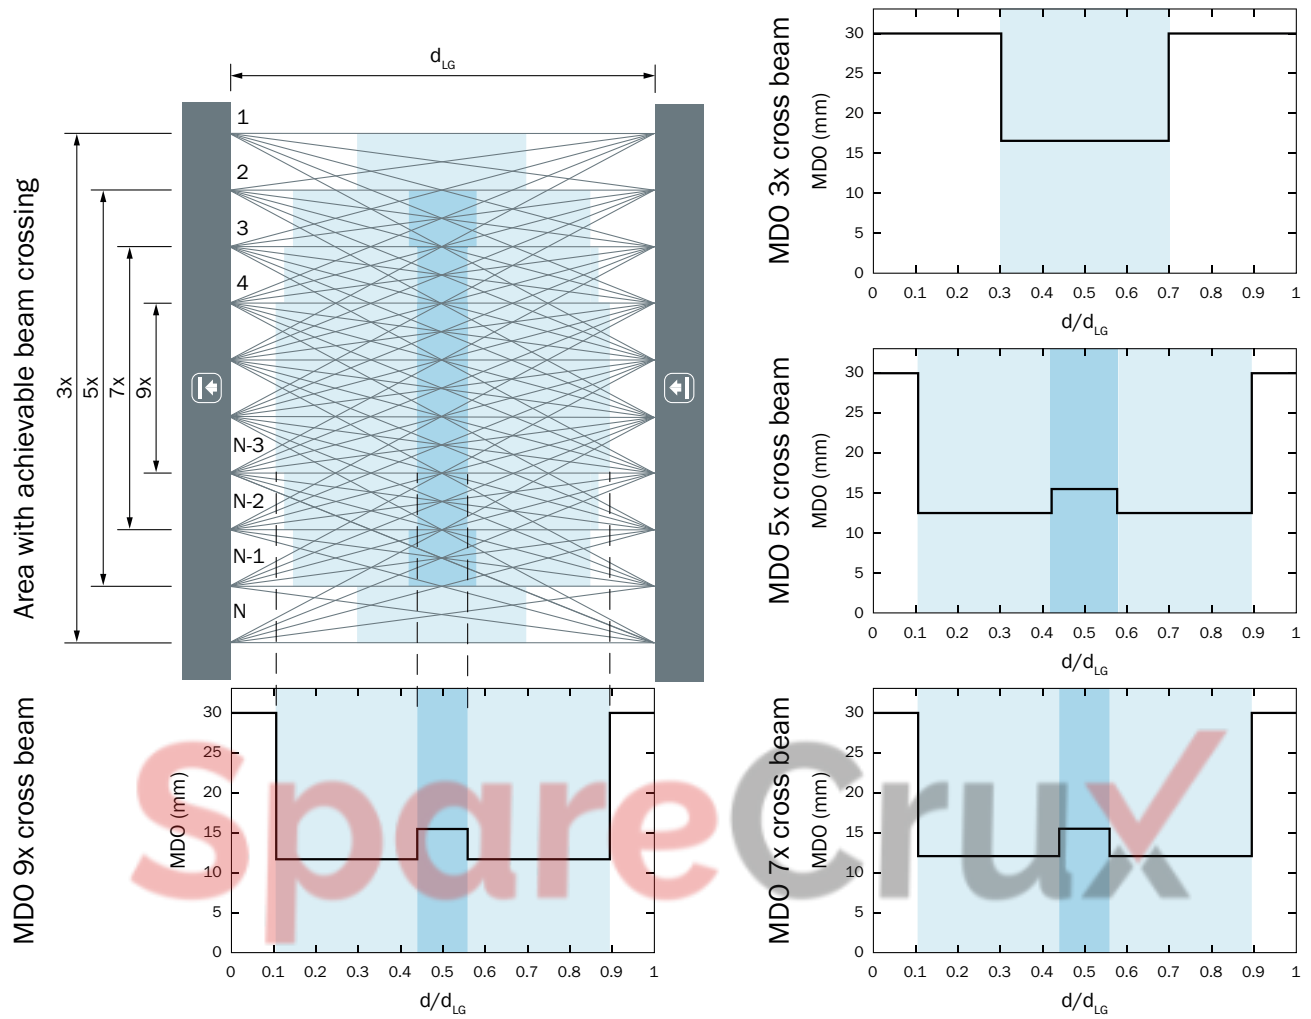 d_LG
Area with achievable beam crossing
3x
5x
7x
9x
1
2
3
4
N-3
N-2
N-1
N
MDO 3x cross beam
MDO (mm)
30
25
20
15
10
5
0
0 0.1 0.2 0.3 0.4 0.5 0.6 0.7 0.8 0.9 1
d/d_LG
MDO 5x cross beam
MDO (mm)
30
25
20
15
10
5
0
0 0.1 0.2 0.3 0.4 0.5 0.6 0.7 0.8 0.9 1
d/d_LG
MDO 9x cross beam
MDO (mm)
30
25
20
15
10
5
0
0 0.1 0.2 0.3 0.4 0.5 0.6 0.7 0.8 0.9 1
d/d_LG
MDO 7x cross beam
MDO (mm)
30
25
20
15
10
5
0
0 0.1 0.2 0.3 0.4 0.5 0.6 0.7 0.8 0.9 1
d/d_LG
SpareCrux